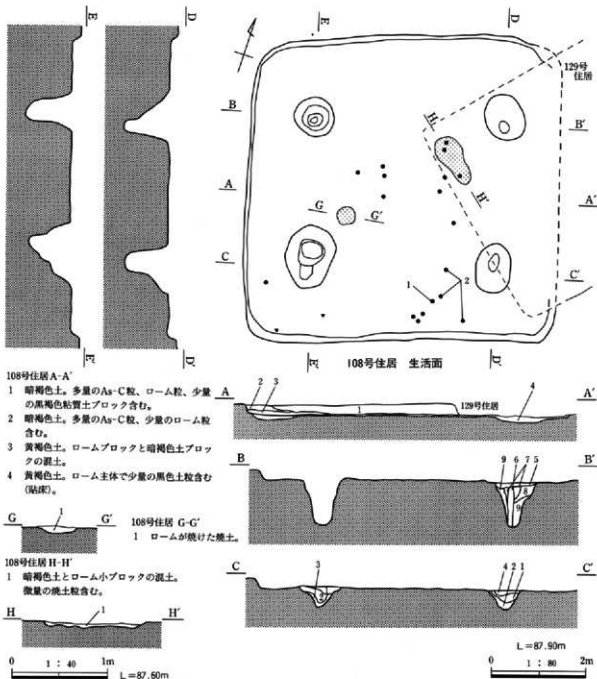 E
D
E
D
129号
住居
B
H
B'
A
A'
G
G'
H'
C
C'
1
2
E'
D'
E'
D'
108号住居 生活面
108号住居 A-A'
1 暗褐色土。多量のAs-C粒、ローム粒、少量
の黒褐色粘質土ブロック含む。
2 暗褐色土。多量のAs-C粒、少量のローム粒
含む。
3 黄褐色土。ロームブロックと暗褐色土ブロッ
クの混土。
4 黄褐色土。ローム主体で少量の黒色土粒含む
(貼床)。
A
2
3
1
129号住居
4
A'
B
9
6
7
5
8
9
B'
G
1
G'
108号住居 G-G'
1 ロームが焼けた焼土。
108号住居 H-H'
1 暗褐色土とローム小ブロックの混土。
微量の焼土粒含む。
C
3
4
2
1
C'
H
1
H'
0 1:40 1m
L=87.60m
L=87.90m
0 1:80 2m